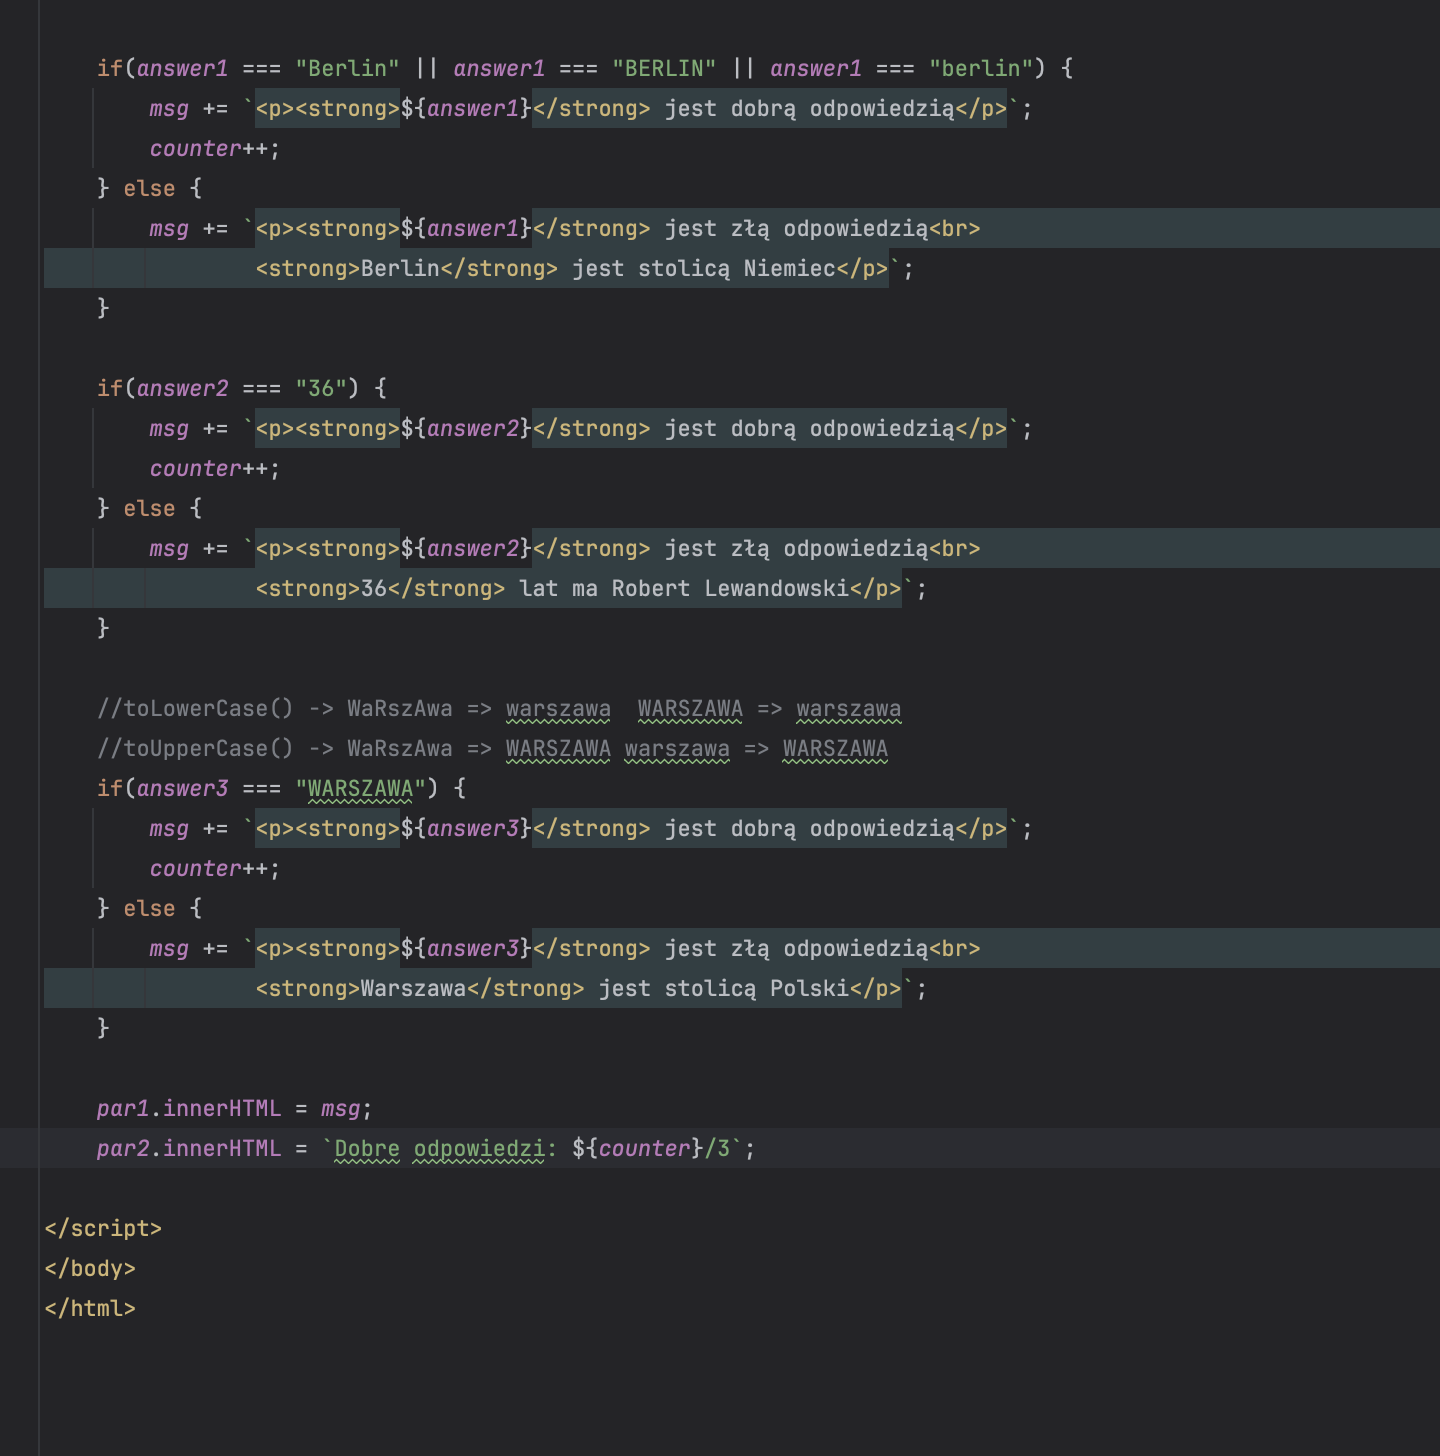 if(answer1 === "Berlin" || answer1 === "BERLIN" || answer1 === "berlin") {
msg += `<p><strong>${answer1}</strong> jest dobrą odpowiedzią</p>`;
counter++;
} else {
msg += `<p><strong>${answer1}</strong> jest złą odpowiedzią<br>
<strong>Berlin</strong> jest stolicą Niemiec</p>`;
}
if(answer2 === "36") {
msg += `<p><strong>${answer2}</strong> jest dobrą odpowiedzią</p>`;
counter++;
} else {
msg += `<p><strong>${answer2}</strong> jest złą odpowiedzią<br>
<strong>36</strong> lat ma Robert Lewandowski</p>`;
}
//toLowerCase() -> WaRszAwa => warszawa  WARSZAWA => warszawa
//toUpperCase() -> WaRszAwa => WARSZAWA warszawa => WARSZAWA
if(answer3 === "WARSZAWA") {
msg += `<p><strong>${answer3}</strong> jest dobrą odpowiedzią</p>`;
counter++;
} else {
msg += `<p><strong>${answer3}</strong> jest złą odpowiedzią<br>
<strong>Warszawa</strong> jest stolicą Polski</p>`;
}
par1.innerHTML = msg;
par2.innerHTML = `Dobre odpowiedzi: ${counter}/3`;
</script>
</body>
</html>